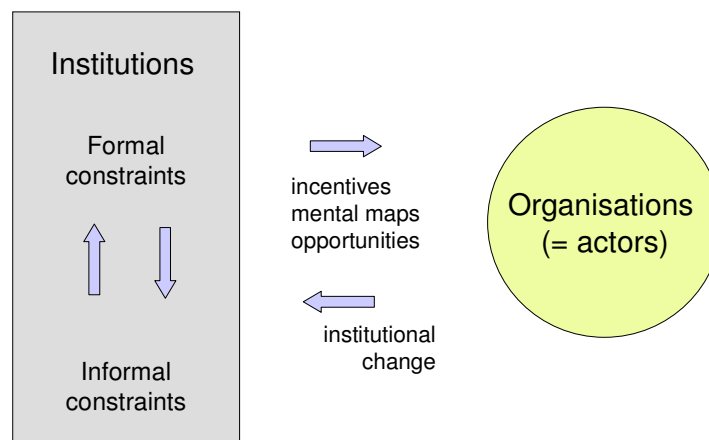 Institutions
Formal
constraints
Informal
constraints
incentives
mental maps
opportunities
institutional
change
Organisations
(= actors)